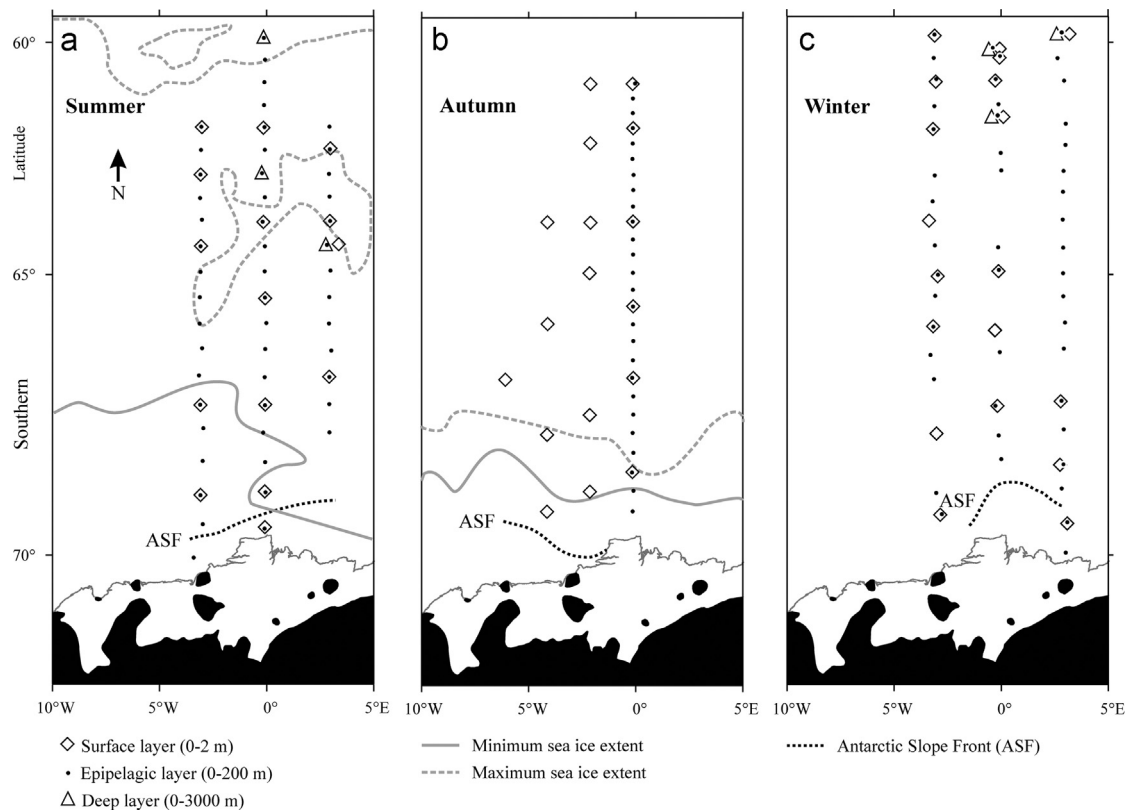 a
b
c
Summer
Autumn
Winter
N
Latitude
Southern
60°
65°
70°
ASF
ASF
ASF
10°W
5°W
0°
5°E
10°W
5°W
0°
5°E
10°W
5°W
0°
5°E
Surface layer (0-2 m)
Epipelagic layer (0-200 m)
Deep layer (0-3000 m)
Minimum sea ice extent
Maximum sea ice extent
Antarctic Slope Front (ASF)